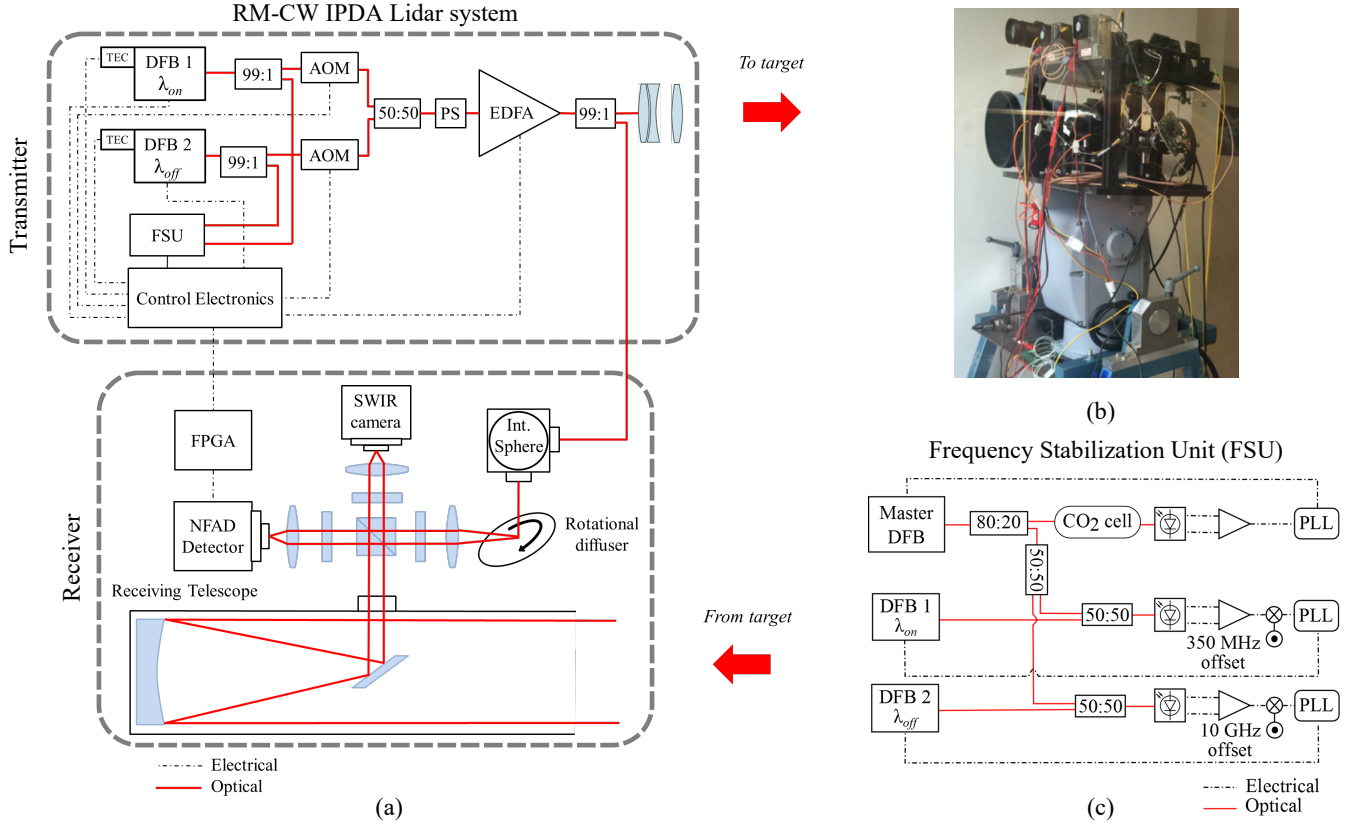 RM-CW IPDA Lidar system
Transmitter
TEC
DFB 1
λon
99:1
AOM
50:50
PS
EDFA
99:1
TEC
DFB 2
λoff
99:1
AOM
FSU
Control Electronics
To target
Receiver
FPGA
SWIR
camera
Int.
Sphere
NFAD
Detector
Rotational
diffuser
Receiving Telescope
From target
Electrical
Optical
(a)
(b)
Frequency Stabilization Unit (FSU)
Master
DFB
80:20
CO2 cell
PLL
50:50
DFB 1
λon
50:50
350 MHz
offset
PLL
DFB 2
λoff
50:50
10 GHz
offset
PLL
Electrical
Optical
(c)